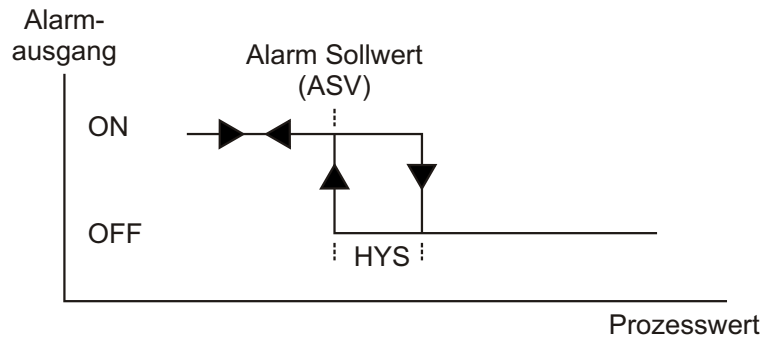 Alarm-
ausgang
Alarm Sollwert
(ASV)
ON
OFF
HYS
Prozesswert